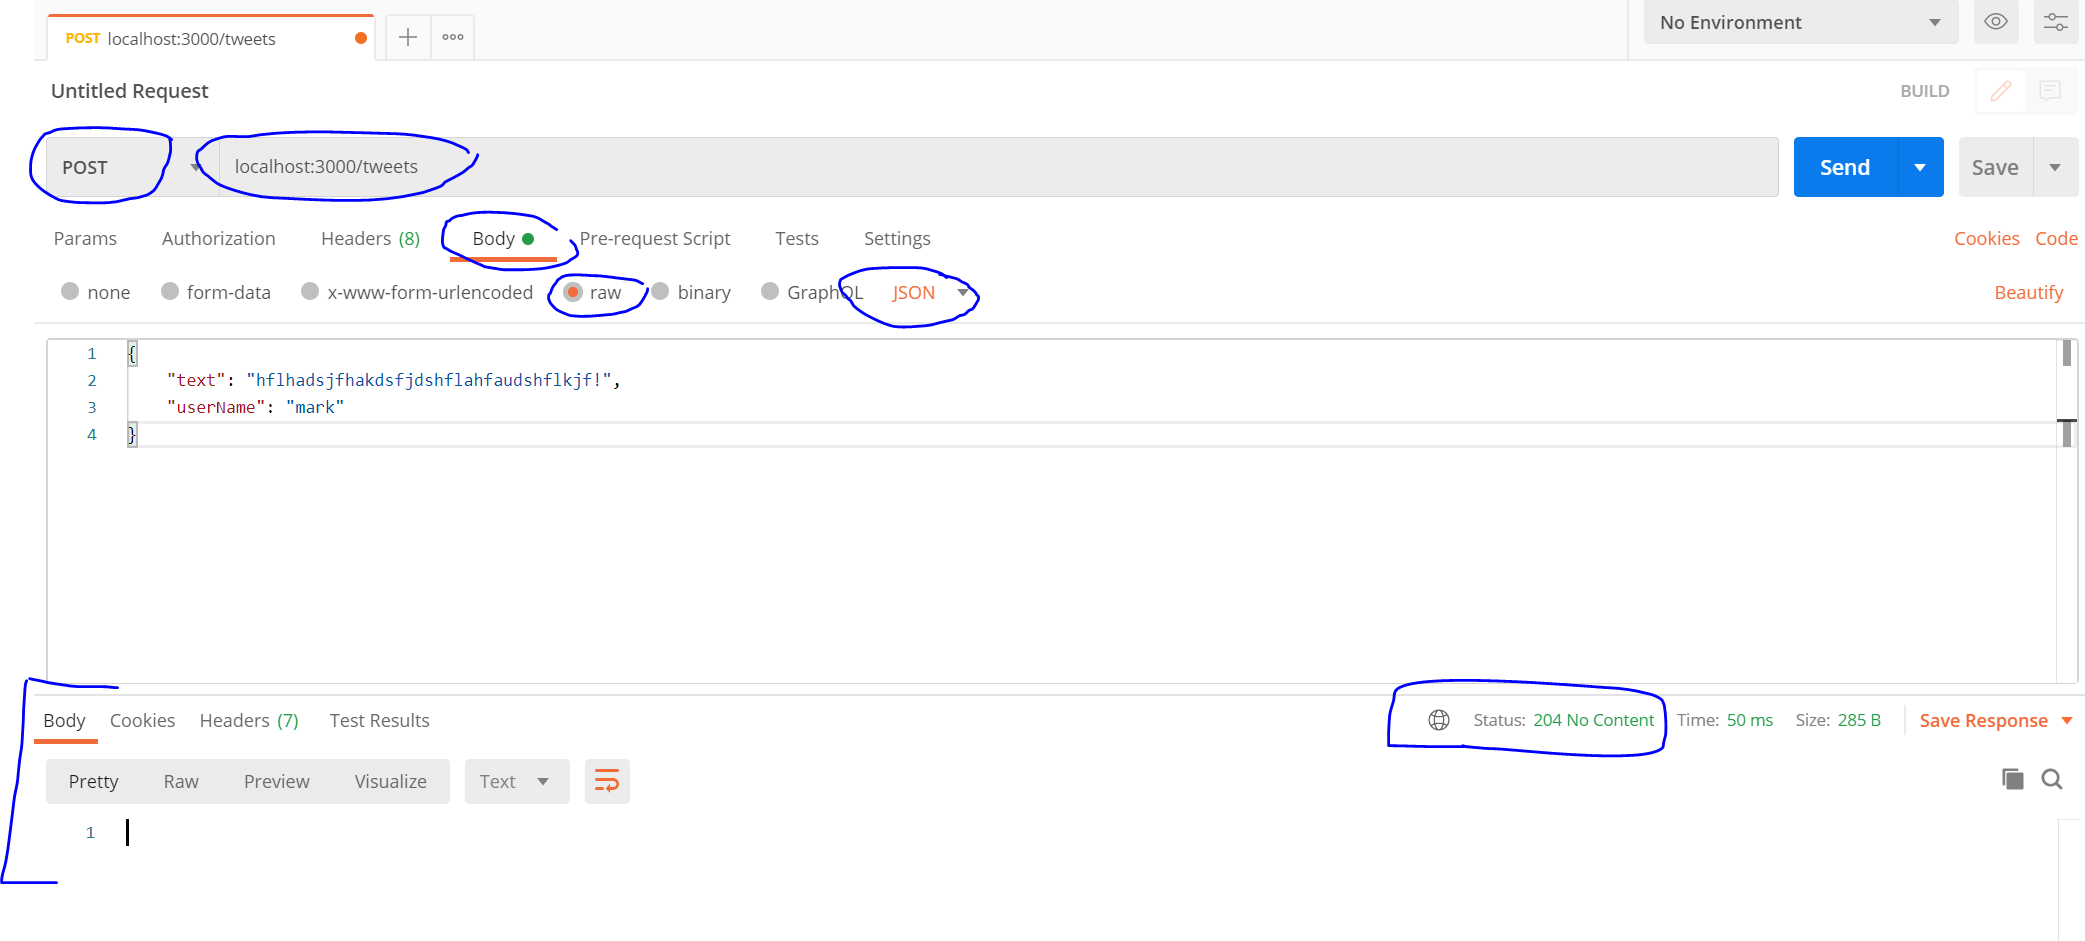 POST localhost:3000/tweets
No Environment
Untitled Request
BUILD
POST localhost:3000/tweets Send Save
Params Authorization Headers (8) Body Pre-request Script Tests Settings Cookies Code
none form-data x-www-form-urlencoded raw binary GraphQL JSON Beautify
1 {
2 "text": "hflhadsjfhakdsfjdshflahfaudshflkjf!",
3 "userName": "mark"
4 }
Body Cookies Headers (7) Test Results Status: 204 No Content Time: 50 ms Size: 285 B Save Response
Pretty Raw Preview Visualize Text
1